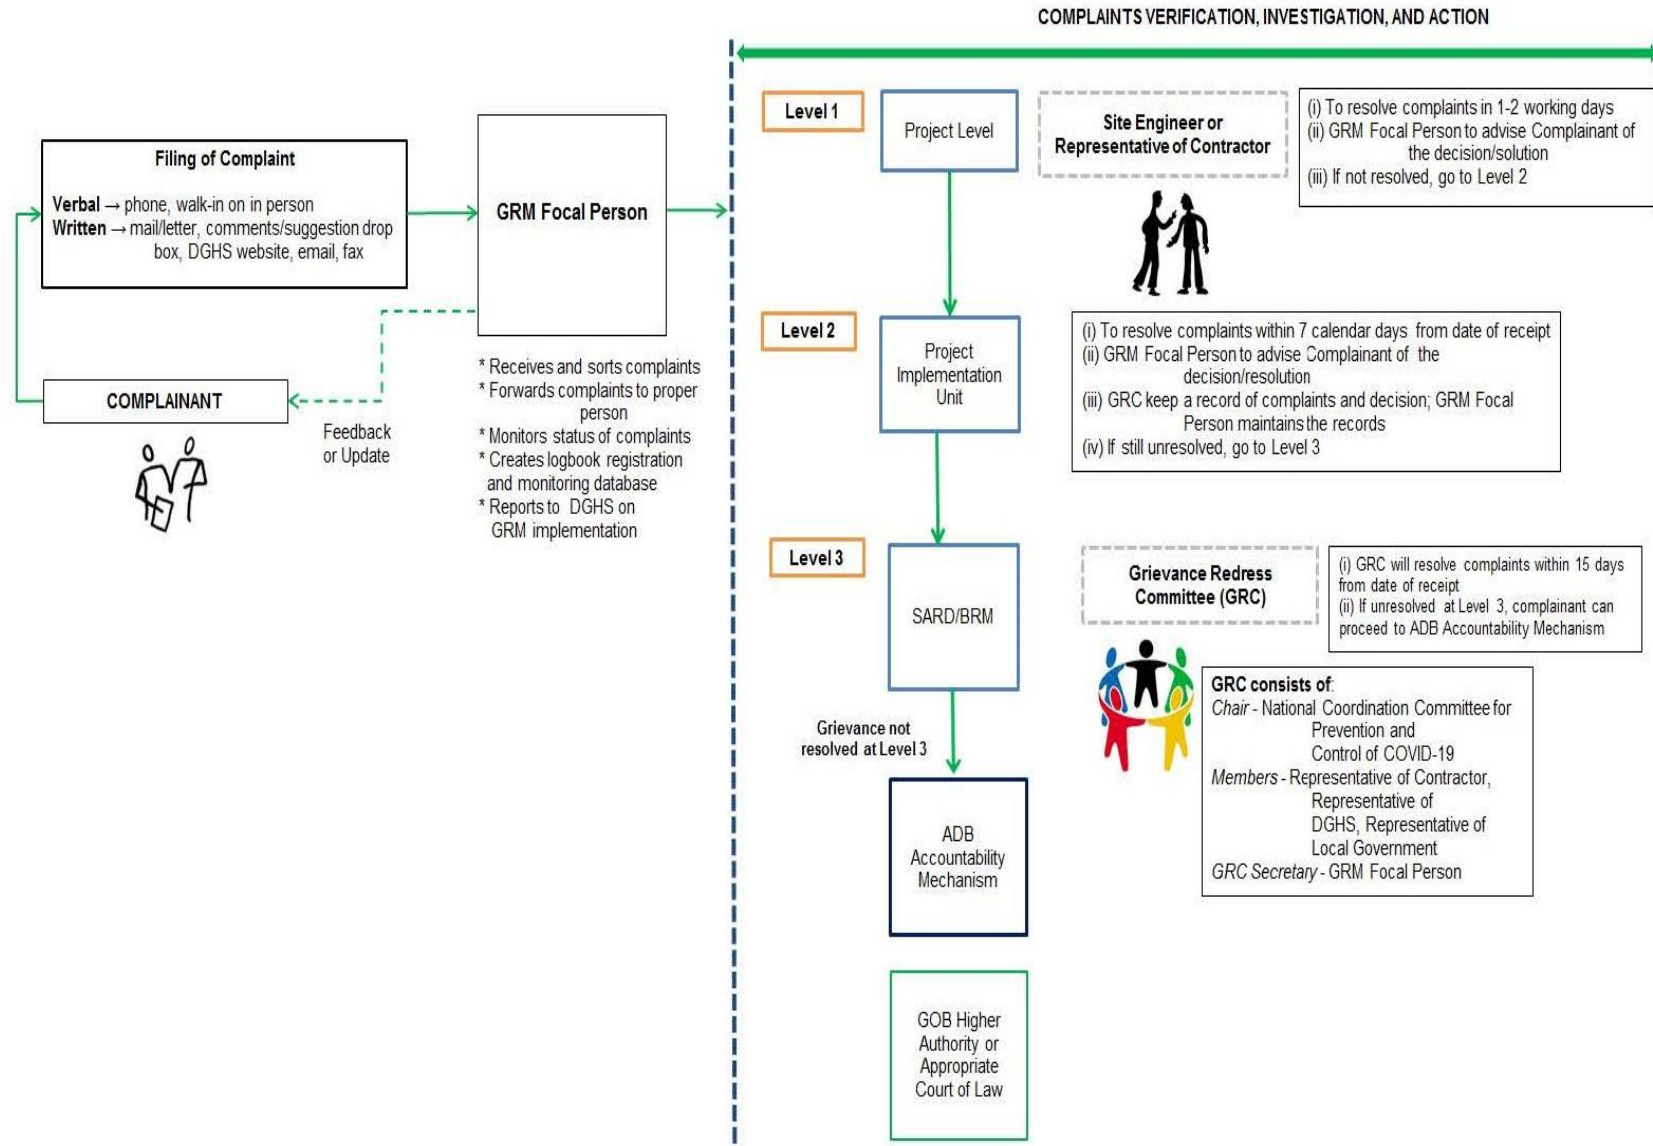 COMPLAINTS VERIFICATION, INVESTIGATION, AND ACTION
Filing of Complaint
Verbal → phone, walk-in on in person
Written → mail/letter, comments/suggestion drop
box, DGHS website, email, fax
COMPLAINANT
Feedback
or Update
GRM Focal Person
* Receives and sorts complaints
* Forwards complaints to proper
person
* Monitors status of complaints
* Creates logbook registration
and monitoring database
* Reports to DGHS on
GRM implementation
Level 1
Project Level
Site Engineer or
Representative of Contractor
(i) To resolve complaints in 1-2 working days
(ii) GRM Focal Person to advise Complainant of
the decision/solution
(iii) If not resolved, go to Level 2
Level 2
Project
Implementation
Unit
(i) To resolve complaints within 7 calendar days from date of receipt
(ii) GRM Focal Person to advise Complainant of the
decision/resolution
(iii) GRC keep a record of complaints and decision; GRM Focal
Person maintains the records
(iv) If still unresolved, go to Level 3
Level 3
SARD/BRM
Grievance Redress
Committee (GRC)
(i) GRC will resolve complaints within 15 days
from date of receipt
(ii) If unresolved at Level 3, complainant can
proceed to ADB Accountability Mechanism
GRC consists of:
Chair - National Coordination Committee for
Prevention and
Control of COVID-19
Members - Representative of Contractor,
Representative of
DGHS, Representative of
Local Government
GRC Secretary - GRM Focal Person
Grievance not
resolved at Level 3
ADB
Accountability
Mechanism
GOB Higher
Authority or
Appropriate
Court of Law